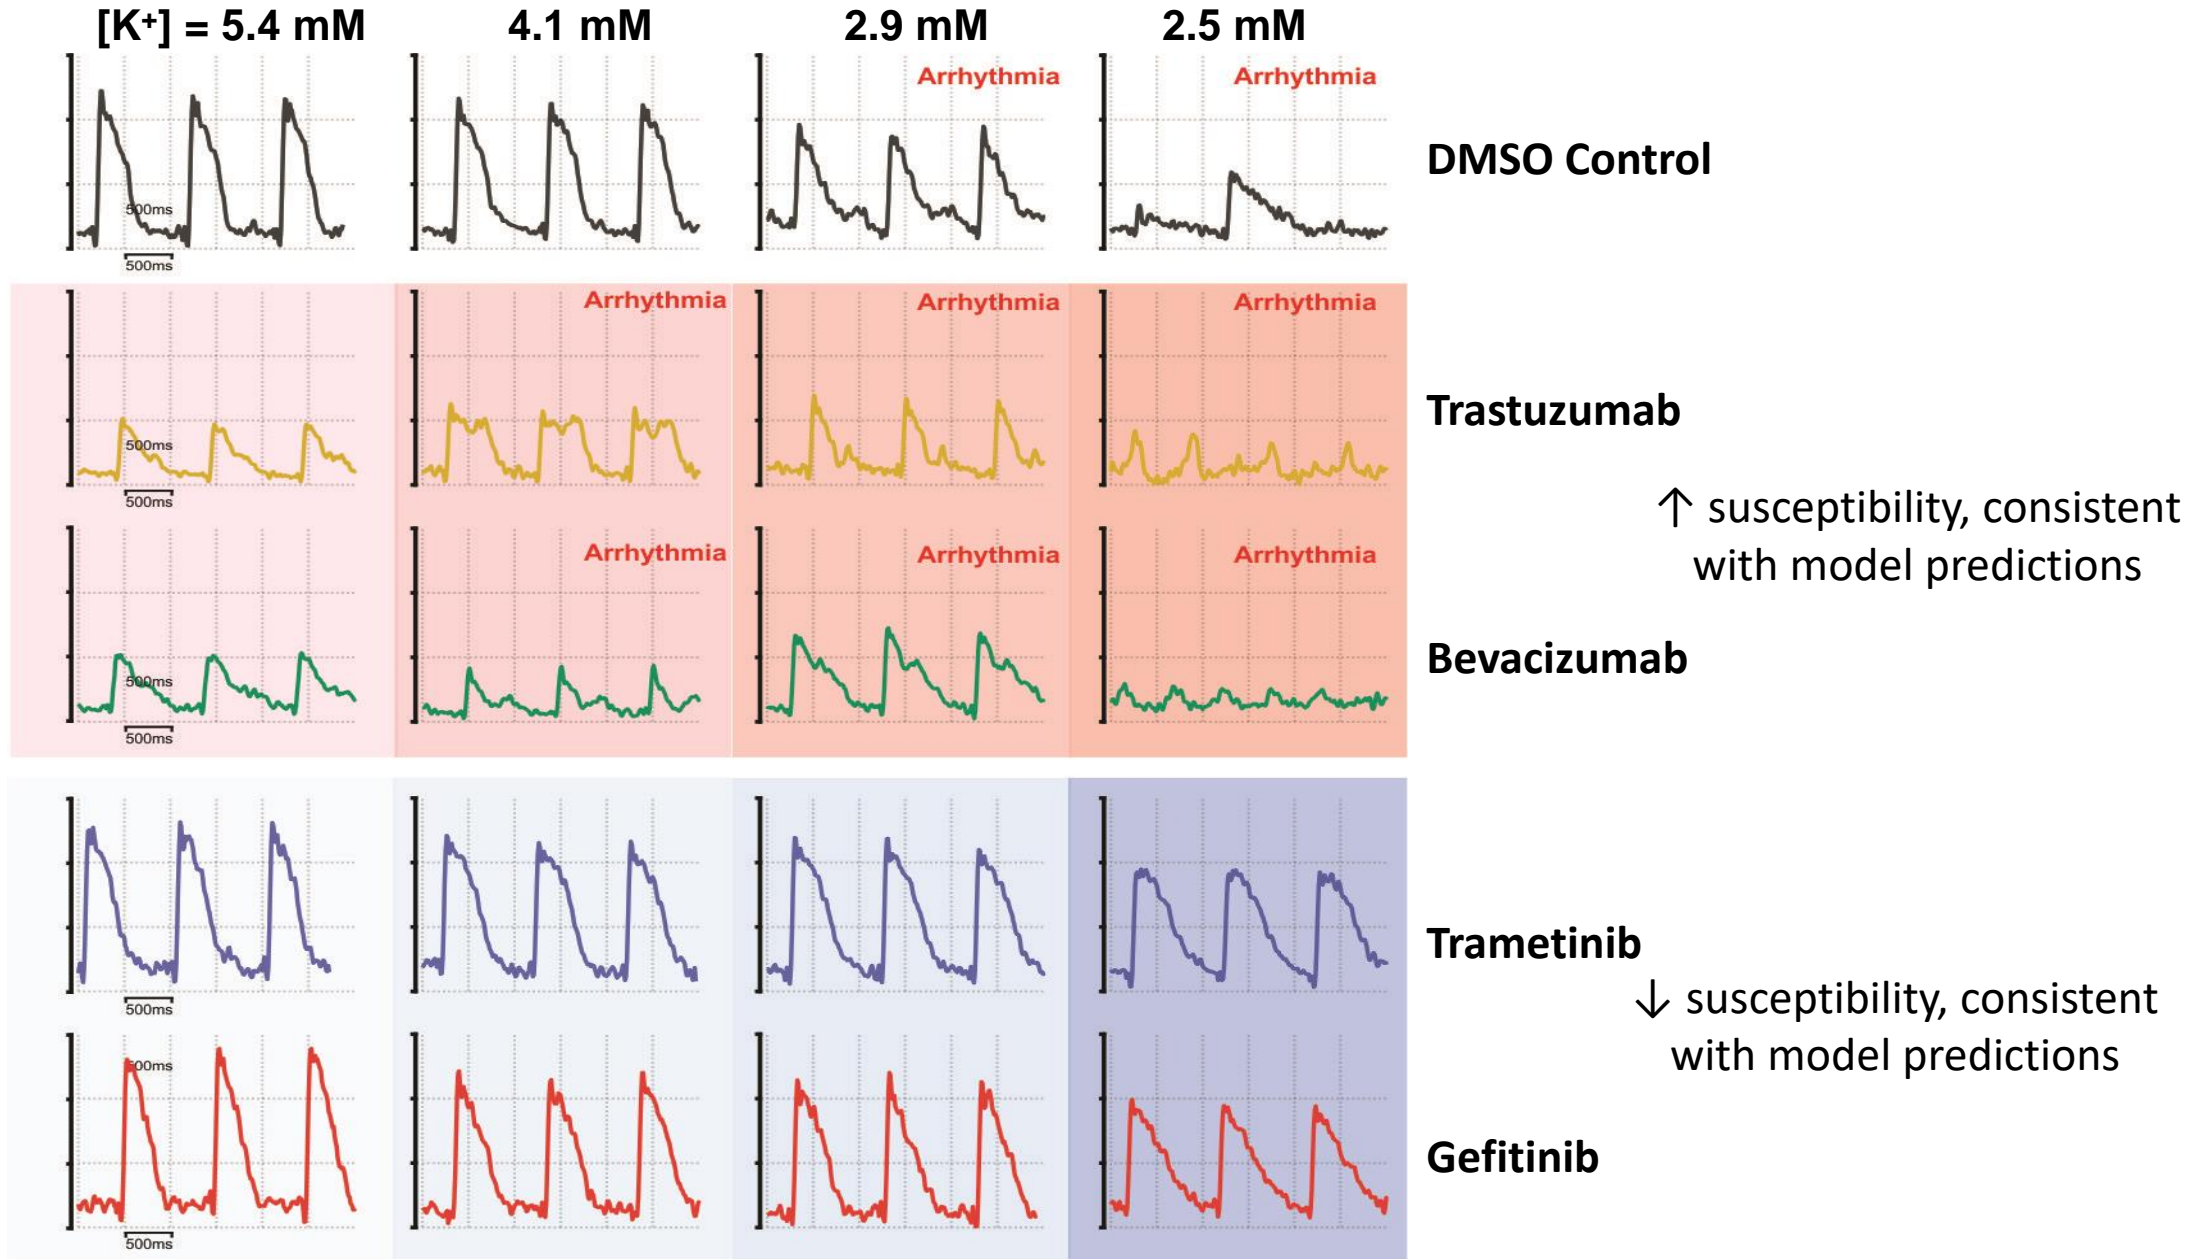 [K⁺] = 5.4 mM 4.1 mM 2.9 mM 2.5 mM
Arrhythmia Arrhythmia
DMSO Control
500ms
500ms
Arrhythmia Arrhythmia Arrhythmia
Trastuzumab
500ms
500ms
↑ susceptibility, consistent
with model predictions
Arrhythmia Arrhythmia Arrhythmia
Bevacizumab
500ms
500ms
Trametinib
500ms
↓ susceptibility, consistent
with model predictions
500ms
Gefitinib
500ms